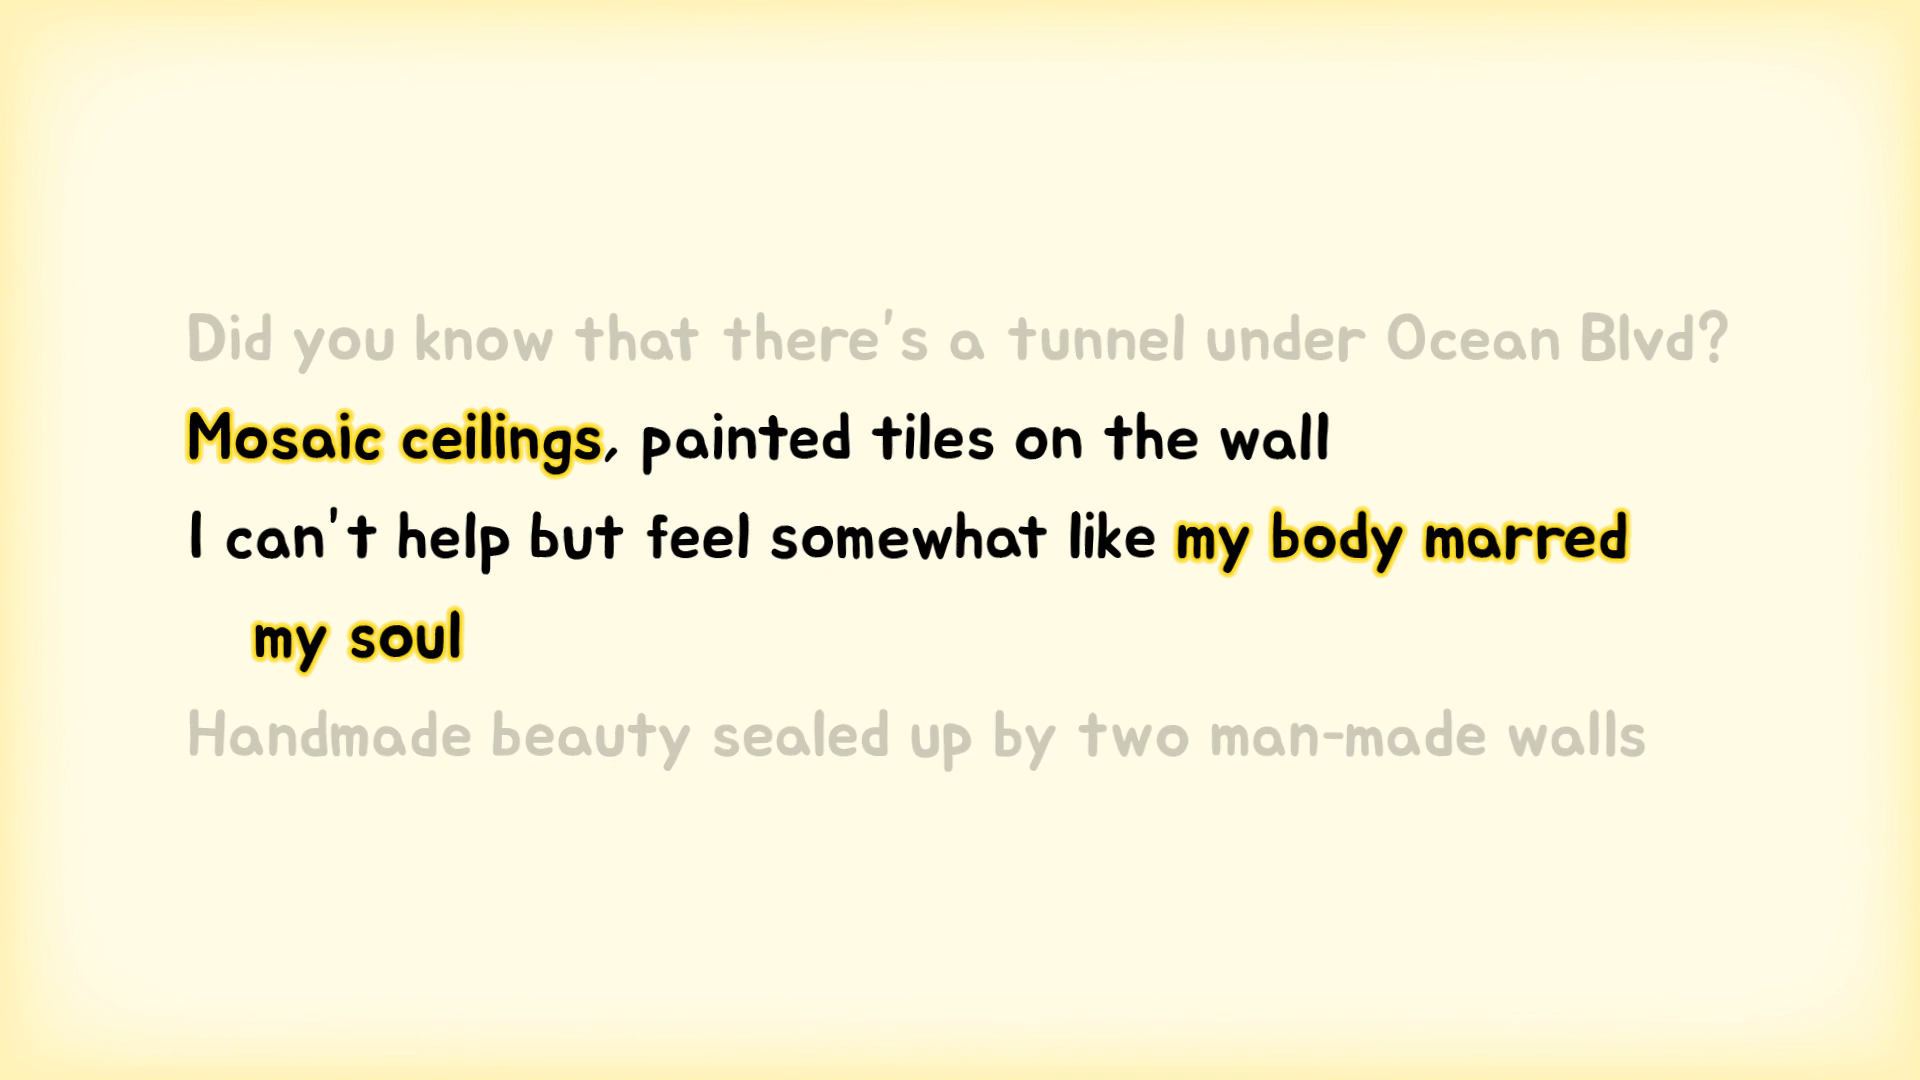 Did you know that there's a tunnel under Ocean Blvd?
Mosaic ceilings, painted tiles on the wall
I can't help but feel somewhat like my body marred
my soul
Handmade beauty sealed up by two man-made walls